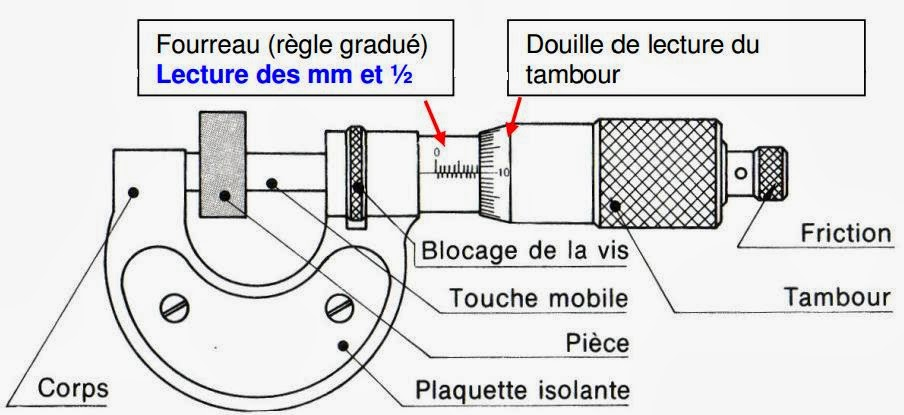 Fourreau (règle gradué)
Lecture des mm et ½
Douille de lecture du
tambour
0
10
Blocage de la vis
Friction
Touche mobile
Tambour
Pièce
Corps
Plaquette isolante